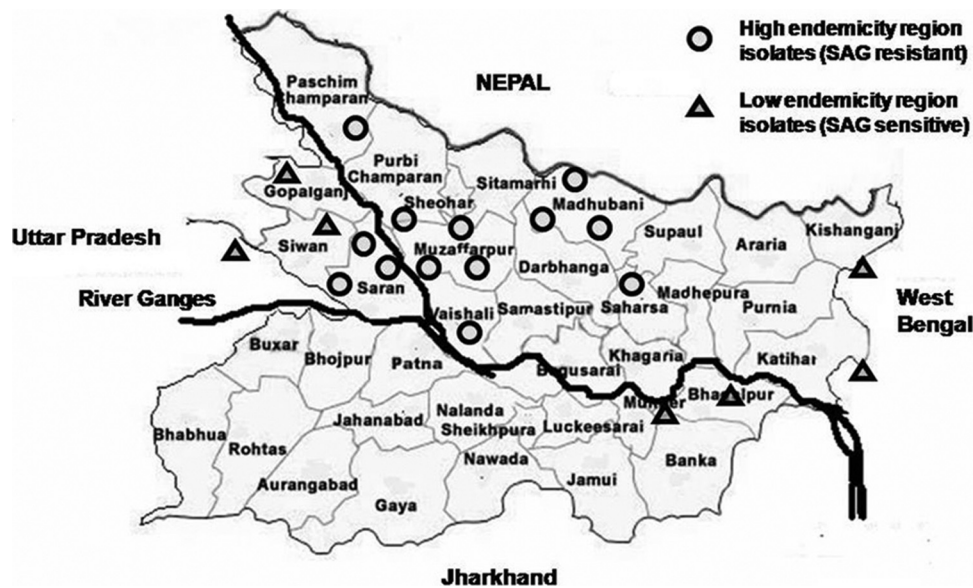 High endemicity region
isolates (SAG resistant)
Low endemicity region
isolates (SAG sensitive)
NEPAL
Paschim
Champaran
Purbi
Champaran
Gopalganj
Sheohar
Sitamarhi
Madhubani
Uttar Pradesh
Siwan
Muzaffarpur
Darbhanga
Supaul
Araria
Kishanganj
River Ganges
Saran
Vaishali
Samastipur
Saharsa
Madhepura
Purnia
West
Bengal
Buxar
Bhojpur
Patna
Begusarai
Khagaria
Katihar
Bhabhua
Rohtas
Jahanabad
Nalanda
Sheikhpura
Luckeesarai
Munger
Bhagalpur
Aurangabad
Gaya
Nawada
Jamui
Banka
Jharkhand